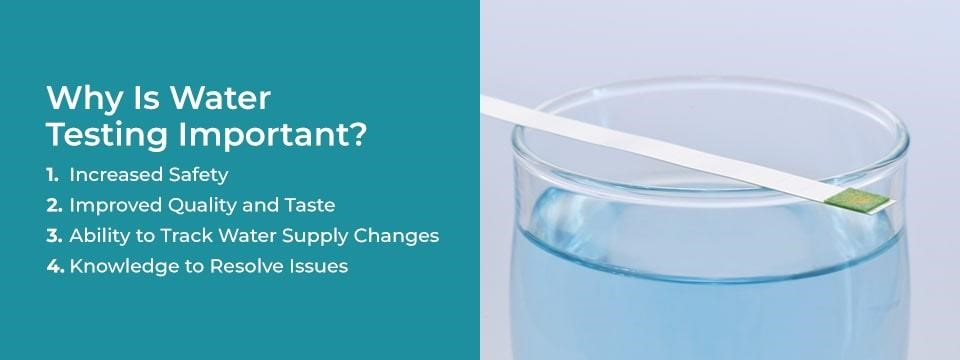 Why Is Water
Testing Important?
1. Increased Safety
2. Improved Quality and Taste
3. Ability to Track Water Supply Changes
4. Knowledge to Resolve Issues